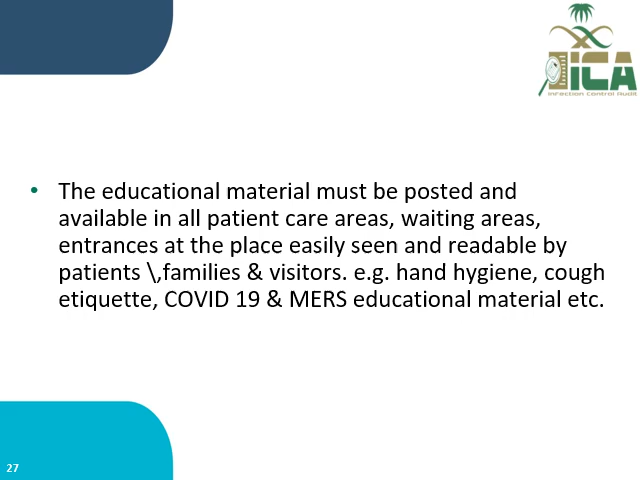 iCA
Infection Control Audit
• The educational material must be posted and
available in all patient care areas, waiting areas,
entrances at the place easily seen and readable by
patients \,families & visitors. e.g. hand hygiene, cough
etiquette, COVID 19 & MERS educational material etc.
27